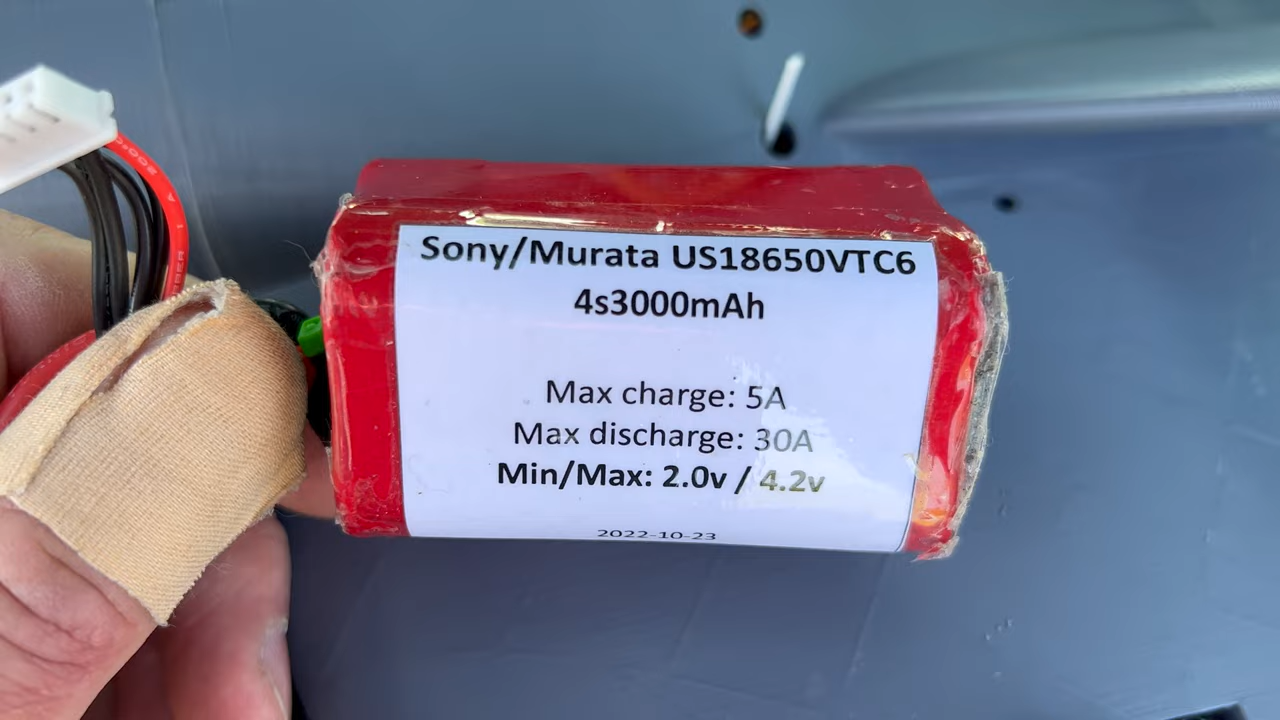 Sony/Murata US18650VTC6
4s3000mAh
Max charge: 5A
Max discharge: 30A
Min/Max: 2.0v / 4.2v
2022-10-23